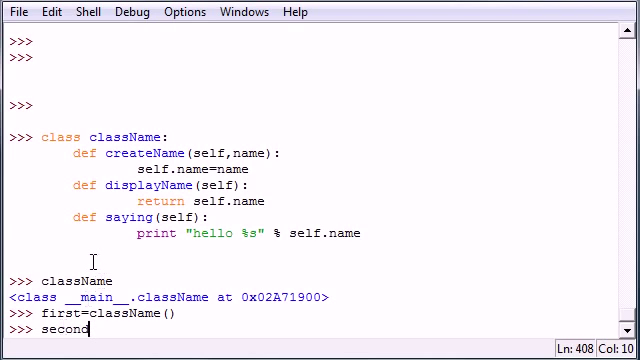 File Edit Shell Debug Options Windows Help
>>>
>>>
>>>
>>> class className:
        def createName(self,name):
                self.name=name
        def displayName(self):
                return self.name
        def saying(self):
                print "hello %s" % self.name
>>> className
<class __main__.className at 0x02A71900>
>>> first=className()
>>> second
Ln: 408 Col: 10